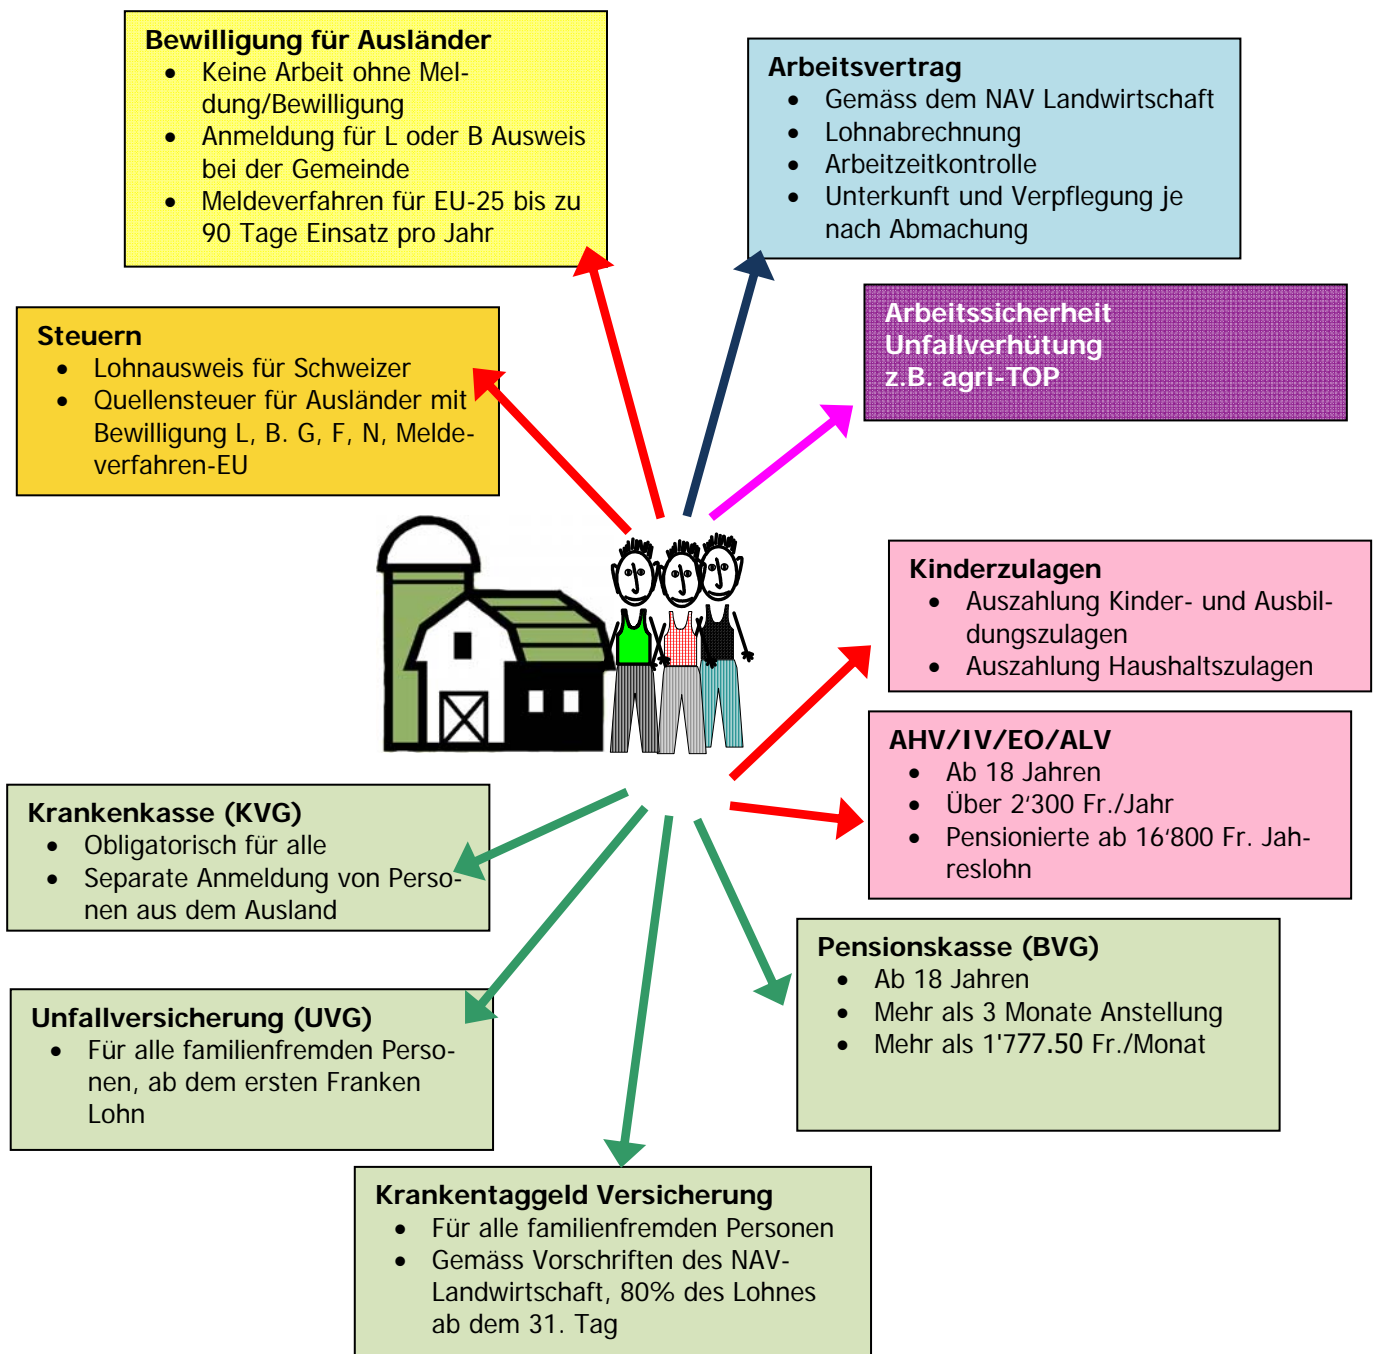 Bewilligung für Ausländer
• Keine Arbeit ohne Mel-
dung/Bewilligung
• Anmeldung für L oder B Ausweis
bei der Gemeinde
• Meldeverfahren für EU-25 bis zu
90 Tage Einsatz pro Jahr
Arbeitsvertrag
• Gemäss dem NAV Landwirtschaft
• Lohnabrechnung
• Arbeitzeitkontrolle
• Unterkunft und Verpflegung je
nach Abmachung
Arbeitssicherheit
Unfallverhütung
z.B. agri-TOP
Steuern
• Lohnausweis für Schweizer
• Quellensteuer für Ausländer mit
Bewilligung L, B. G, F, N, Melde-
verfahren-EU
Kinderzulagen
• Auszahlung Kinder- und Ausbil-
dungszulagen
• Auszahlung Haushaltszulagen
AHV/IV/EO/ALV
• Ab 18 Jahren
• Über 2'300 Fr./Jahr
• Pensionierte ab 16‘800 Fr. Jah-
reslohn
Krankenkasse (KVG)
• Obligatorisch für alle
• Separate Anmeldung von Perso-
nen aus dem Ausland
Pensionskasse (BVG)
• Ab 18 Jahren
• Mehr als 3 Monate Anstellung
• Mehr als 1'777.50 Fr./Monat
Unfallversicherung (UVG)
• Für alle familienfremden Perso-
nen, ab dem ersten Franken
Lohn
Krankentaggeld Versicherung
• Für alle familienfremden Personen
• Gemäss Vorschriften des NAV-
Landwirtschaft, 80% des Lohnes
ab dem 31. Tag